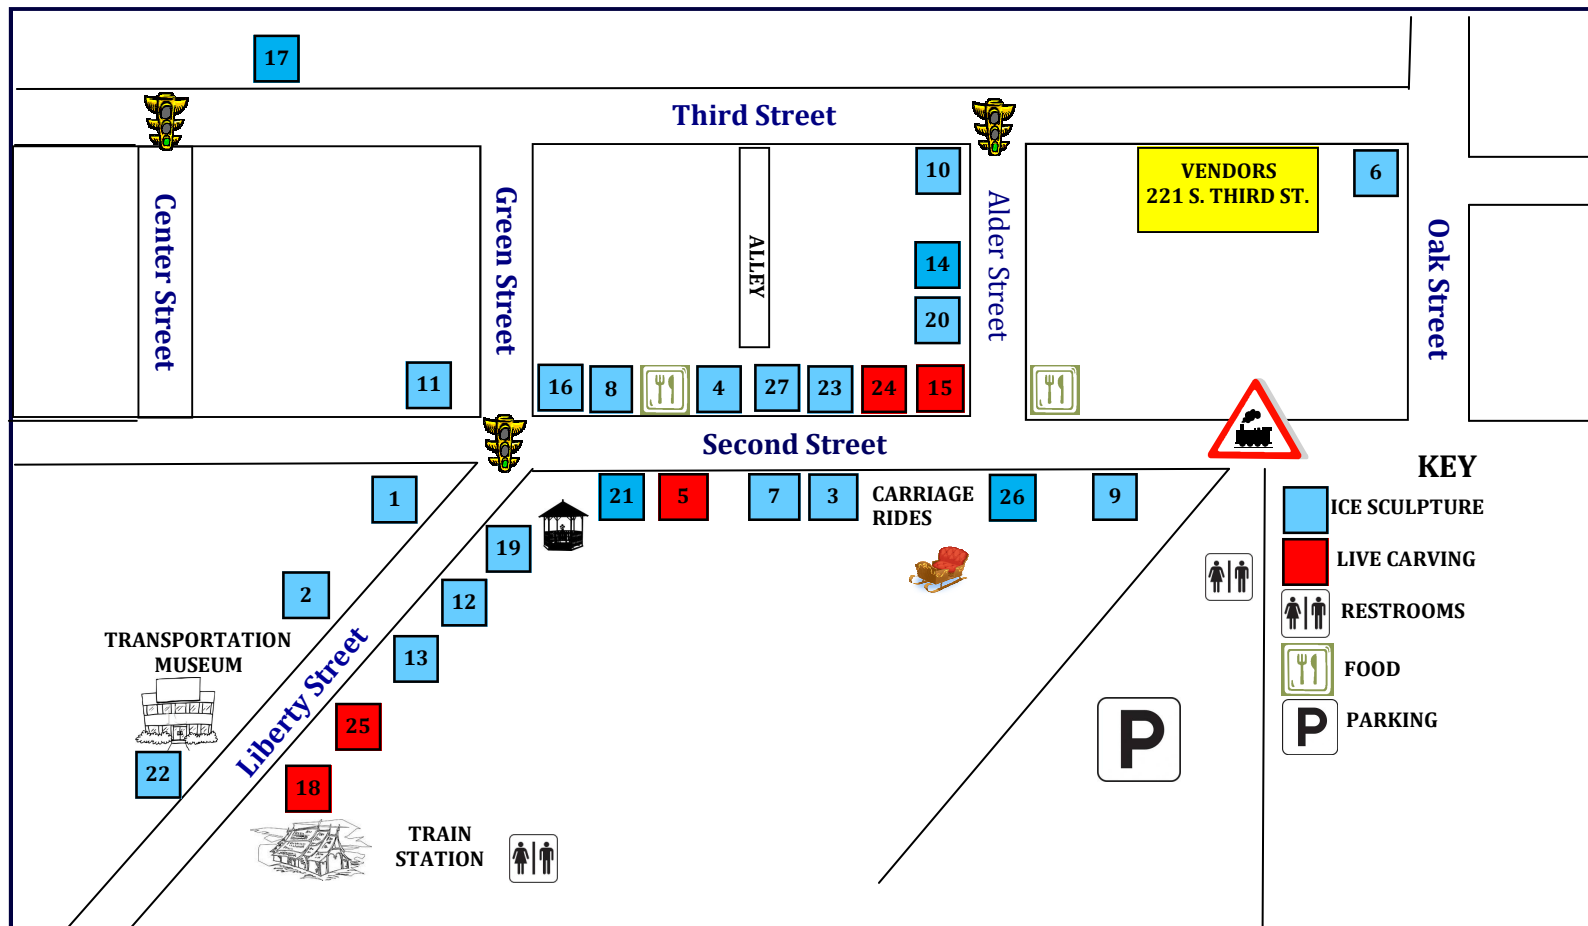 17
Third Street
10
VENDORS
221 S. THIRD ST.
6
Center Street
Green Street
ALLEY
Alder Street
Oak Street
14
20
11
16
8
4
27
23
24
15
Second Street
1
21
5
7
3
CARRIAGE
RIDES
26
9
19
2
12
13
TRANSPORTATION
MUSEUM
Liberty Street
25
22
18
TRAIN
STATION
P
KEY
ICE SCULPTURE
LIVE CARVING
RESTROOMS
FOOD
P
PARKING